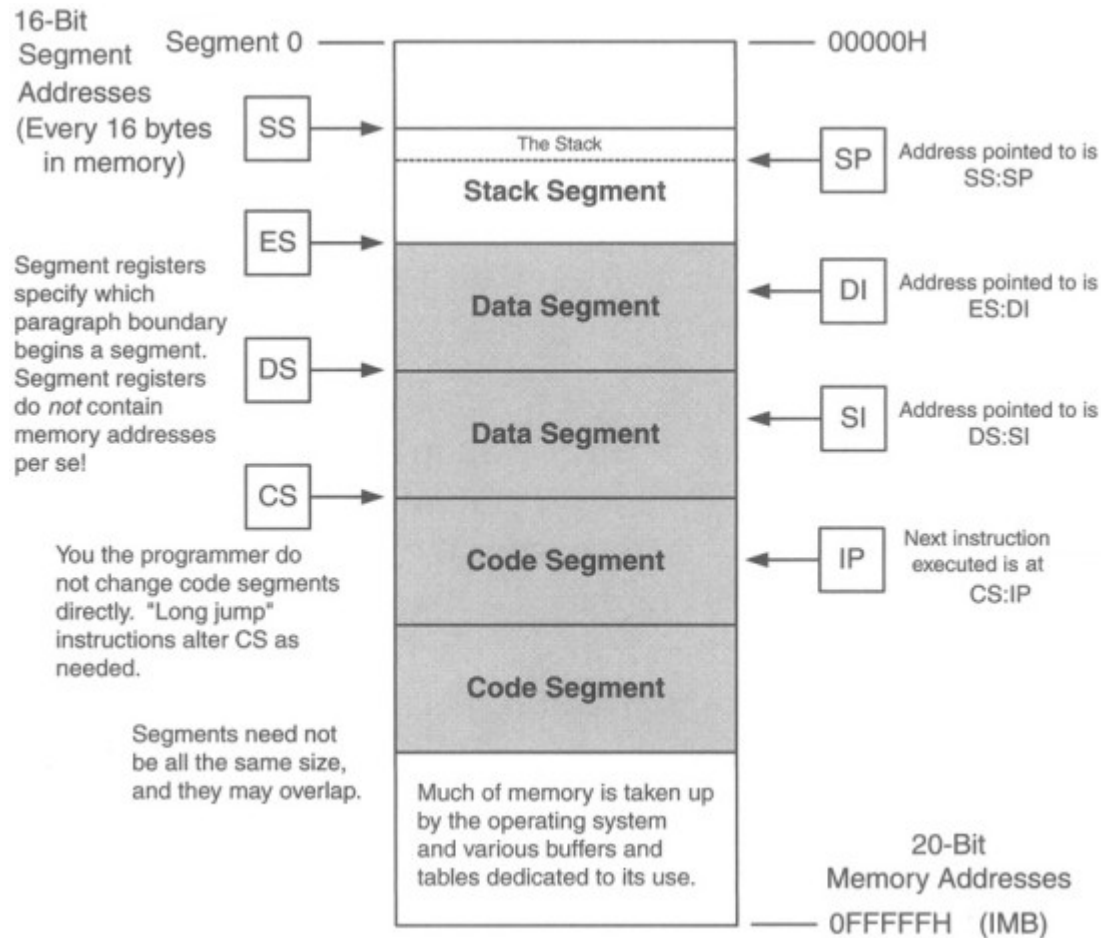 16-Bit
Segment
Addresses
(Every 16 bytes
in memory)
Segment 0
00000H
SS
The Stack
SP
Address pointed to is
SS:SP
Stack Segment
ES
Segment registers
specify which
paragraph boundary
begins a segment.
Segment registers
do not contain
memory addresses
per se!
Data Segment
DI
Address pointed to is
ES:DI
DS
Data Segment
SI
Address pointed to is
DS:SI
CS
You the programmer do
not change code segments
directly. "Long jump"
instructions alter CS as
needed.
Code Segment
IP
Next instruction
executed is at
CS:IP
Code Segment
Segments need not
be all the same size,
and they may overlap.
Much of memory is taken up
by the operating system
and various buffers and
tables dedicated to its use.
20-Bit
Memory Addresses
0FFFFFH (IMB)